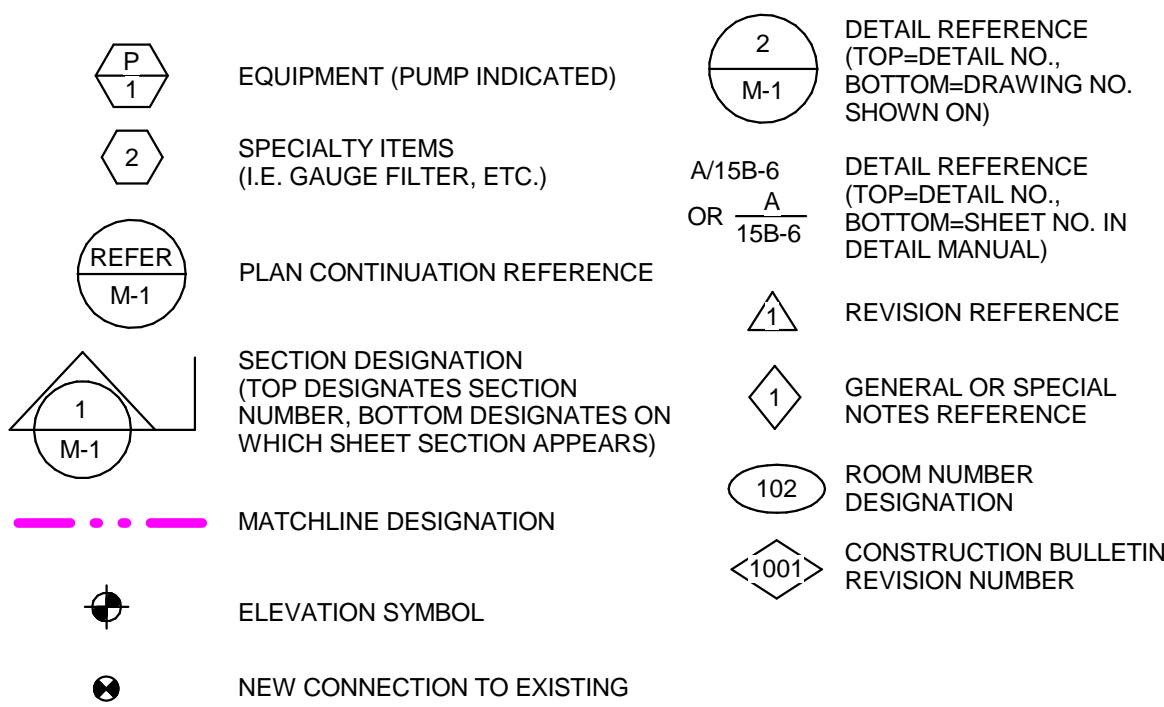 P
1
EQUIPMENT (PUMP INDICATED)
2
SPECIALTY ITEMS
(I.E. GAUGE FILTER, ETC.)
REFER
M-1
PLAN CONTINUATION REFERENCE
1
M-1
SECTION DESIGNATION
(TOP DESIGNATES SECTION
NUMBER, BOTTOM DESIGNATES ON
WHICH SHEET SECTION APPEARS)
MATCHLINE DESIGNATION
ELEVATION SYMBOL
NEW CONNECTION TO EXISTING
2
M-1
DETAIL REFERENCE
(TOP=DETAIL NO.,
BOTTOM=DRAWING NO.
SHOWN ON)
A/15B-6
OR A
15B-6
DETAIL REFERENCE
(TOP=DETAIL NO.,
BOTTOM=SHEET NO. IN
DETAIL MANUAL)
1
REVISION REFERENCE
1
GENERAL OR SPECIAL
NOTES REFERENCE
102
ROOM NUMBER
DESIGNATION
1001
CONSTRUCTION BULLETIN
REVISION NUMBER